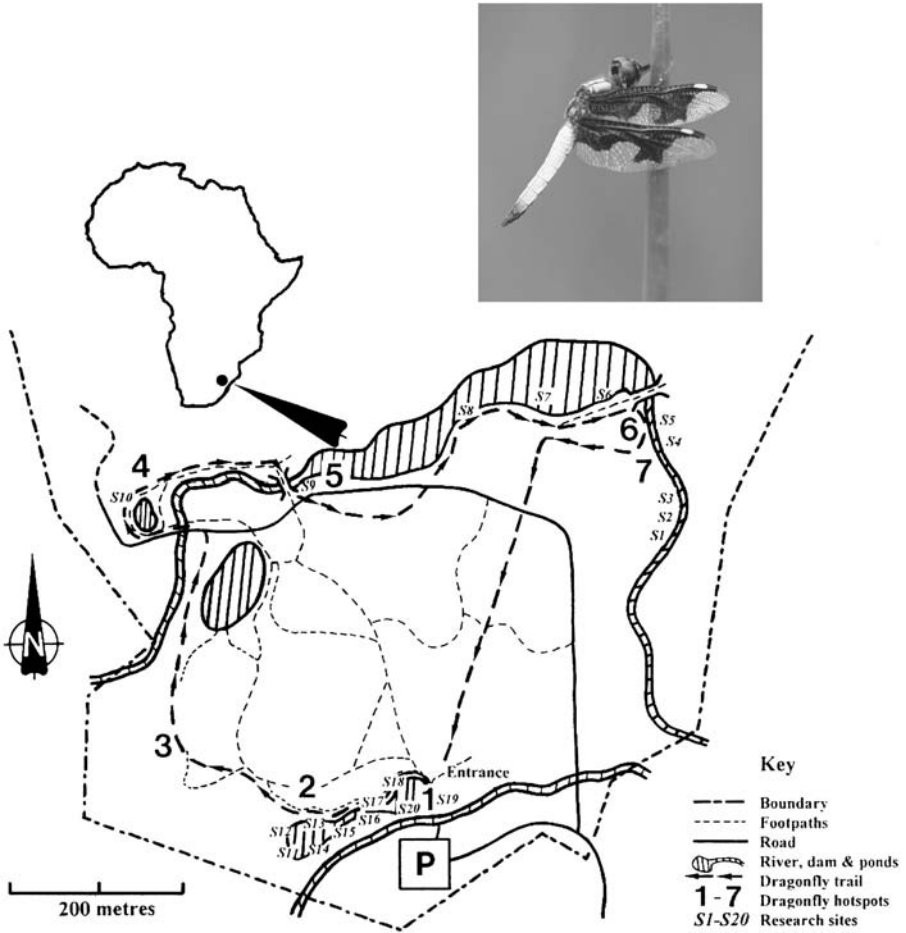 S7
S8
S6
6
S5
S4
4
5
7
S10
S9
S3
S2
S1
N
3
2
Entrance
S18
1
S19
S17
S20
S12
S13
S16
S15
S11
S14
P
200 metres
Key
Boundary
Footpaths
Road
River, dam & ponds
Dragonfly trail
1-7 Dragonfly hotspots
S1-S20 Research sites